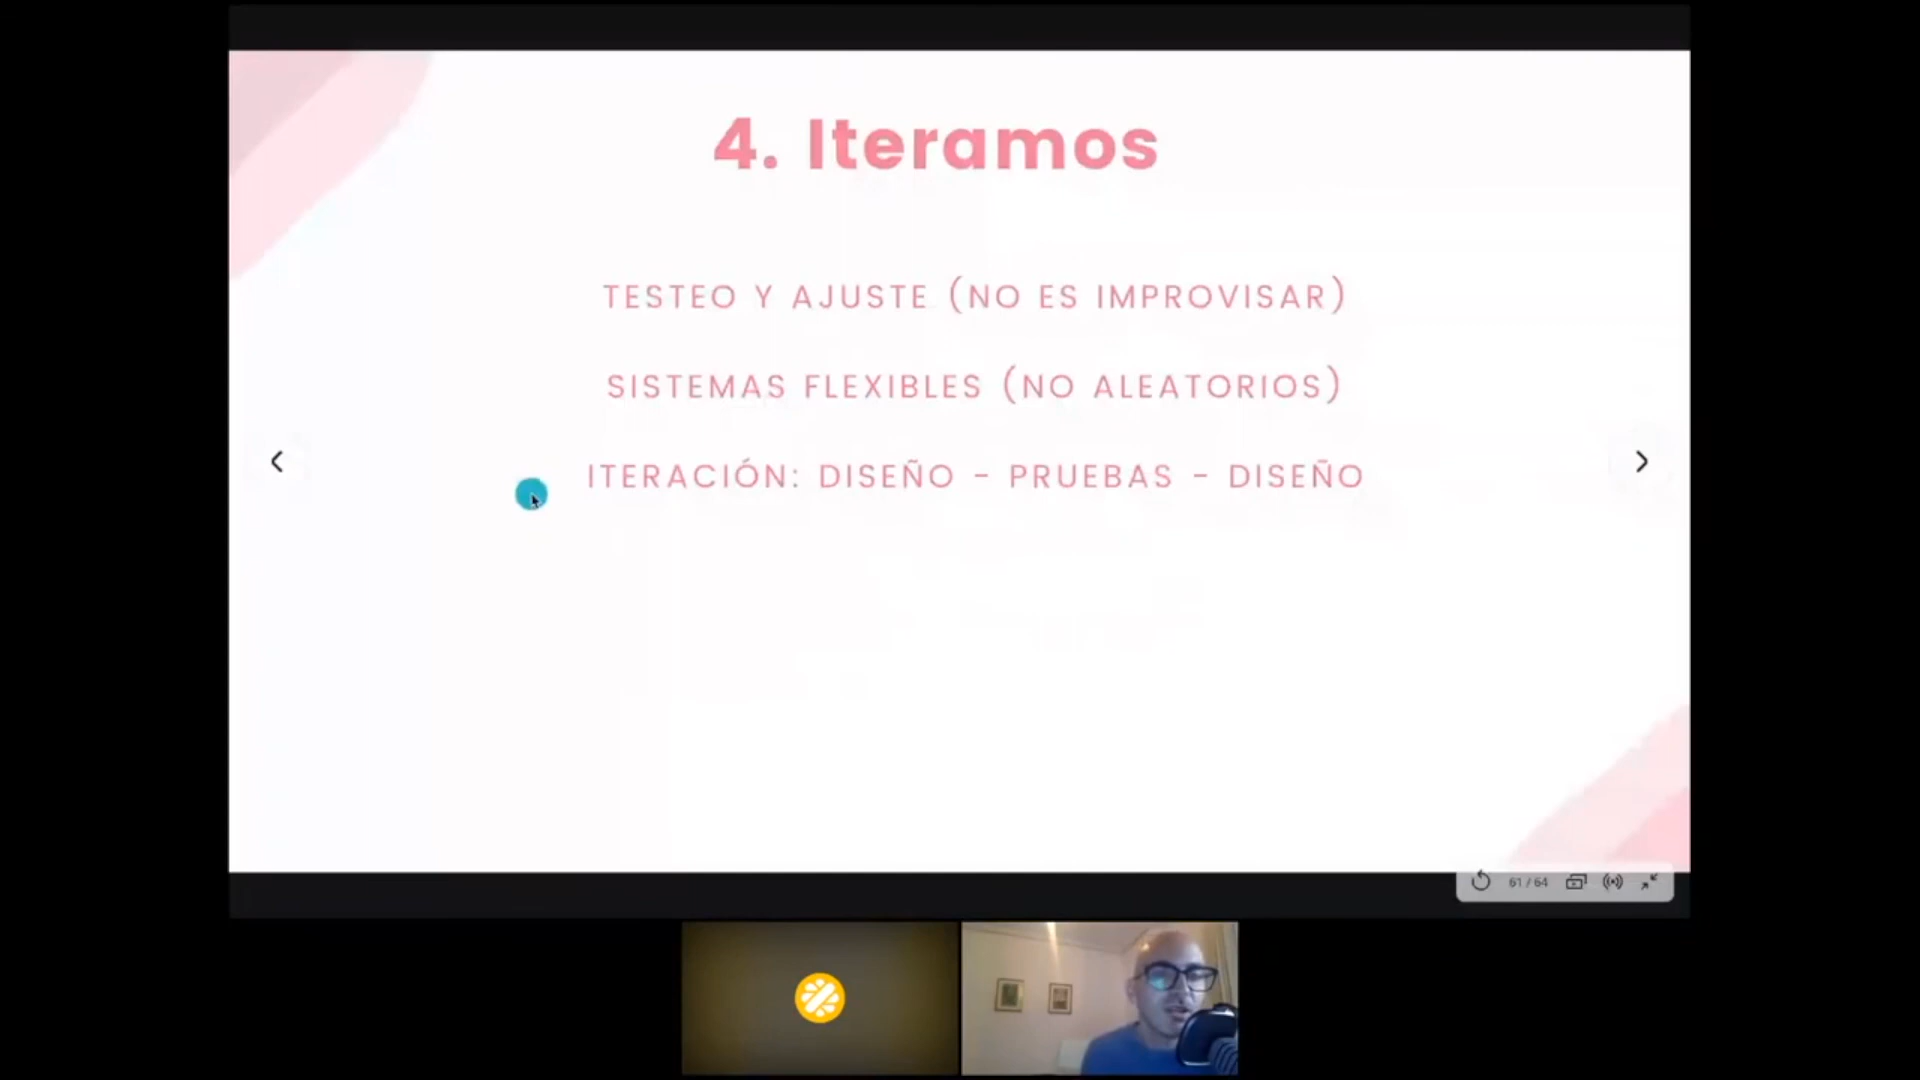 4. Iteramos
TESTEO Y AJUSTE (NO ES IMPROVISAR)
SISTEMAS FLEXIBLES (NO ALEATORIOS)
ITERACIÓN: DISEÑO - PRUEBAS - DISEÑO
61 / 64